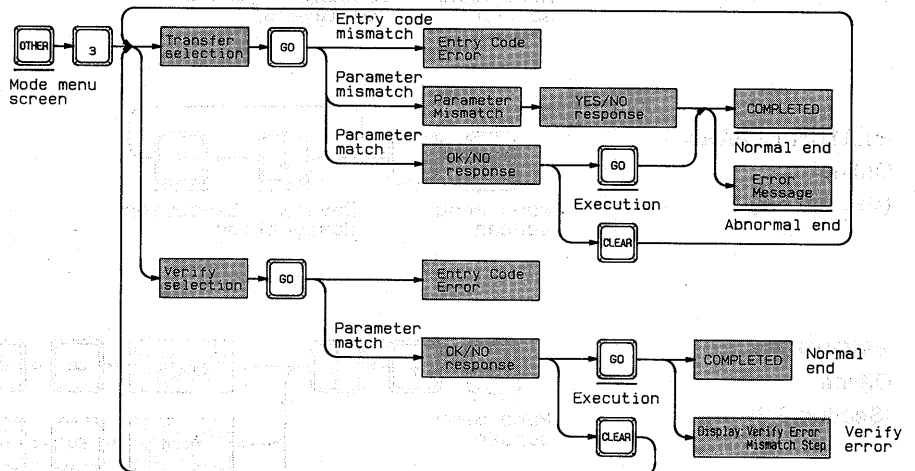 Entry code
mismatch
OTHER
3
Transfer
selection
GO
Entry Code
Error
Mode menu
screen
Parameter
mismatch
Parameter
Mismatch
YES/NO
response
COMPLETED
Normal end
Parameter
match
OK/NO
response
GO
Execution
Error
Message
Abnormal end
CLEAR
Verify
selection
GO
Entry Code
Error
Parameter
match
OK/NO
response
GO
Execution
COMPLETED
Normal
end
CLEAR
Display:Verify Error
Mismatch Step
Verify
error